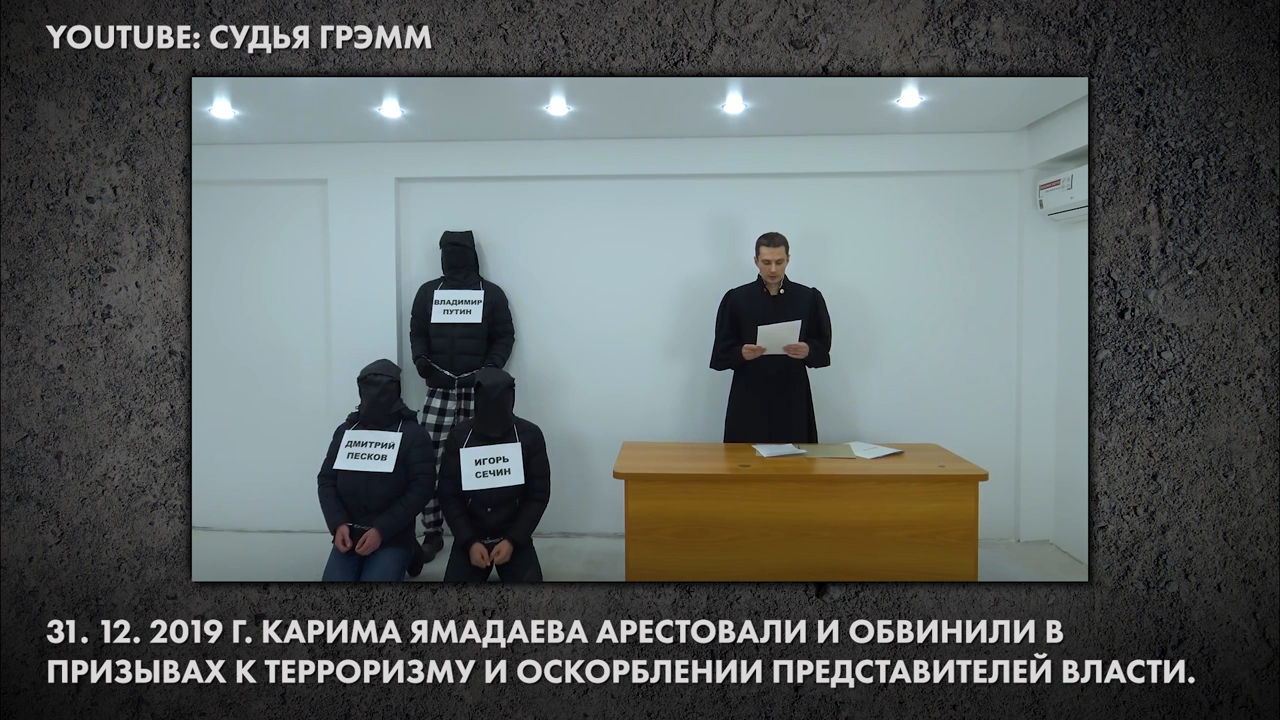 YOUTUBE: СУДЬЯ ГРЭММ
ВЛАДИМИР
ПУТИН
ДМИТРИЙ
ПЕСКОВ
ИГОРЬ
СЕЧИН
31. 12. 2019 Г. КАРИМА ЯМАДАЕВА АРЕСТОВАЛИ И ОБВИНИЛИ В
ПРИЗЫВАХ К ТЕРРОРИЗМУ И ОСКОРБЛЕНИИ ПРЕДСТАВИТЕЛЕЙ ВЛАСТИ.